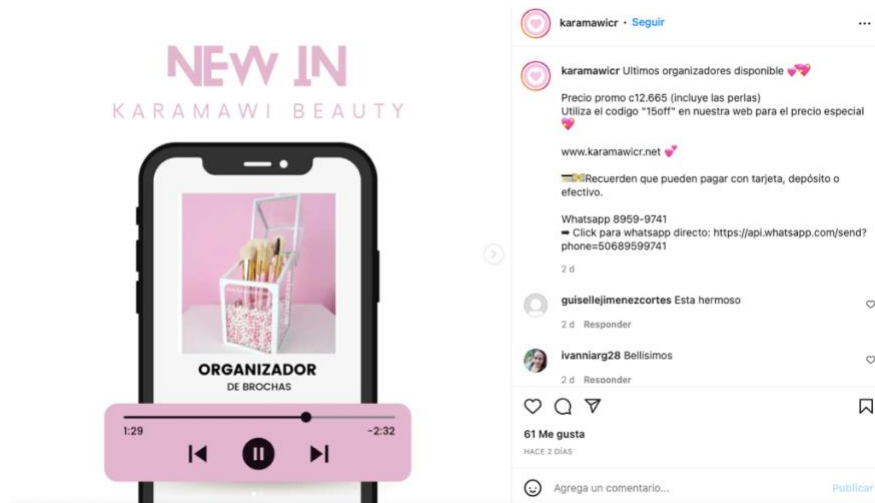 NEW IN
KARAMAWI BEAUTY
ORGANIZADOR
DE BROCHAS
1:29
-2:32
karamawicr • Seguir
karamawicr Ultimos organizadores disponible
Precio promo c12.665 (incluye las perlas)
Utiliza el codigo "15off" en nuestra web para el precio especial
www.karamawicr.net
Recuerden que pueden pagar con tarjeta, depósito o
efectivo.
Whatsapp 8959-9741
➡ Click para whatsapp directo: https://api.whatsapp.com/send?
phone=50689599741
2 d
guisellejimenezcortes Esta hermoso
2 d Responder
ivanniarg28 Bellisimos
2 d Responder
61 Me gusta
HACE 2 DÍAS
Agrega un comentario...
Publicar